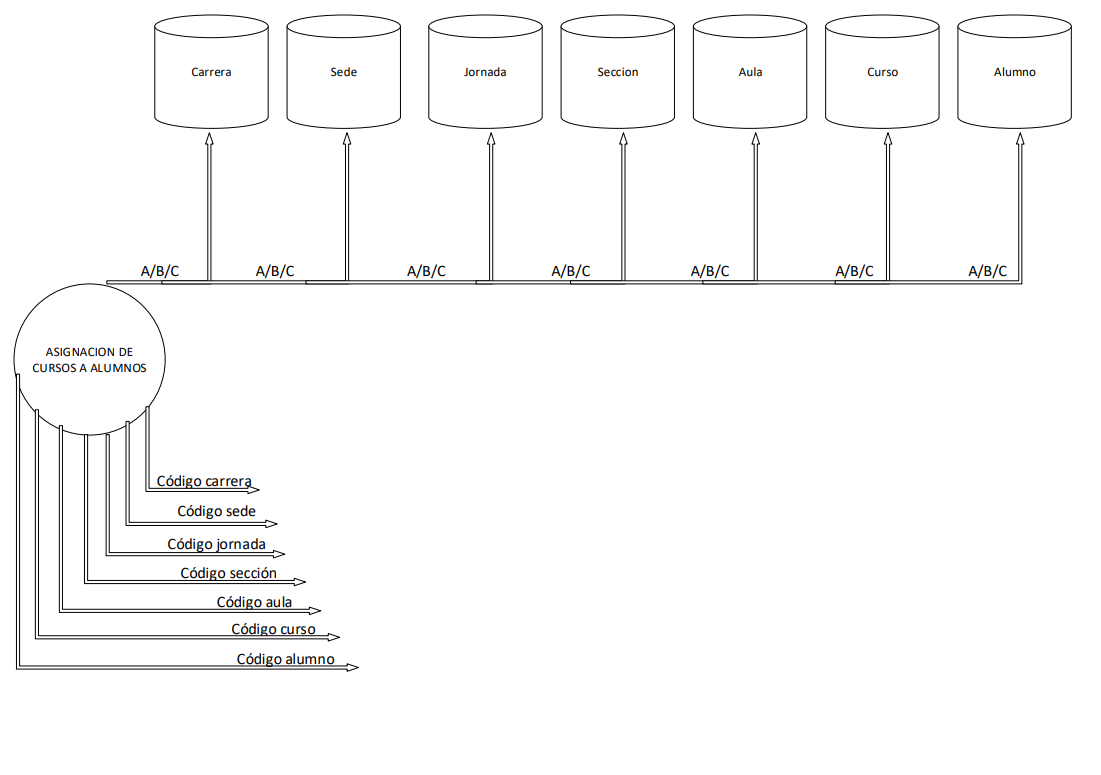 Carrera
Sede
Jornada
Seccion
Aula
Curso
Alumno
A/B/C
A/B/C
A/B/C
A/B/C
A/B/C
A/B/C
A/B/C
ASIGNACION DE
CURSOS A ALUMNOS
Código carrera
Código sede
Código jornada
Código sección
Código aula
Código curso
Código alumno